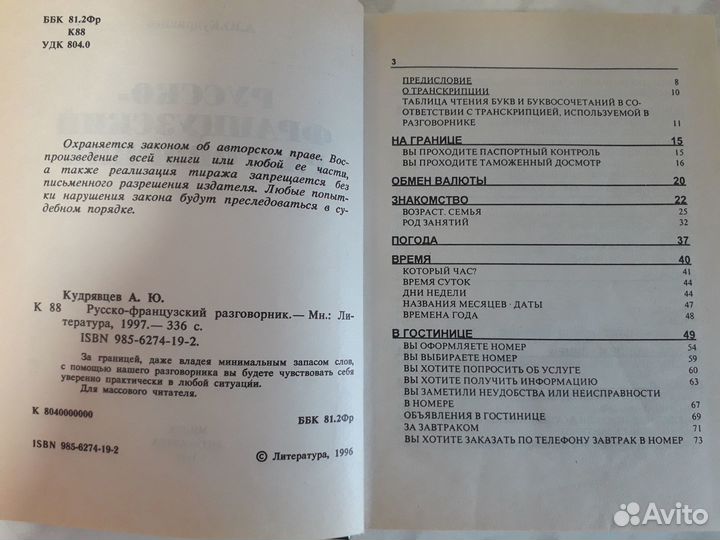 ББК 81.2Фр
К88
УДК 804.0
Охраняется законом об авторском праве. Вос-
произведение всей книги или любой ее части,
а также реализация тиража запрещается без
письменного разрешения издателя. Любые попыт-
ки нарушения закона будут преследоваться в су-
дебном порядке.
Кудрявцев А. Ю.
К 88 Русско-французский разговорник.— Мн.: Ли-
тература, 1997.— 336 с.
ISBN 985-6274-19-2.
За границей, даже владея минимальным запасом слов,
с помощью нашего разговорника вы будете чувствовать себя
уверенно практически в любой ситуации.
Для массового читателя.
К 8040000000
ББК 81.2Фр
ISBN 985-6274-19-2
© Литература, 1996
3
ПРЕДИСЛОВИЕ 8
О ТРАНСКРИПЦИИ 10
ТАБЛИЦА ЧТЕНИЯ БУКВ И БУКВОСОЧЕТАНИЙ В СО-
ОТВЕТСТВИИ С ТРАНСКРИПЦИЕЙ, ИСПОЛЬЗУЕМОЙ В
РАЗГОВОРНИКЕ 11
НА ГРАНИЦЕ 15
ВЫ ПРОХОДИТЕ ПАСПОРТНЫЙ КОНТРОЛЬ 15
ВЫ ПРОХОДИТЕ ТАМОЖЕННЫЙ ДОСМОТР 16
ОБМЕН ВАЛЮТЫ 20
ЗНАКОМСТВО 22
ВОЗРАСТ. СЕМЬЯ 25
РОД ЗАНЯТИЙ 32
ПОГОДА 37
ВРЕМЯ 40
КОТОРЫЙ ЧАС? 41
ВРЕМЯ СУТОК 44
ДНИ НЕДЕЛИ 44
НАЗВАНИЯ МЕСЯЦЕВ · ДАТЫ 46
ВРЕМЕНА ГОДА 48
В ГОСТИНИЦЕ 49
ВЫ ОФОРМЛЯЕТЕ НОМЕР 54
ВЫ ВЫБИРАЕТЕ НОМЕР 59
ВЫ ХОТИТЕ ПОПРОСИТЬ ОБ УСЛУГЕ 60
ВЫ ХОТИТЕ ПОЛУЧИТЬ ИНФОРМАЦИЮ 63
ВЫ ЗАМЕТИЛИ НЕУДОБСТВА ИЛИ НЕИСПРАВНОСТИ
В НОМЕРЕ 67
ОБЪЯВЛЕНИЯ В ГОСТИНИЦЕ 69
ЗА ЗАВТРАКОМ 71
ВЫ ХОТИТЕ ЗАКАЗАТЬ ПО ТЕЛЕФОНУ ЗАВТРАК В НОМЕР 73
Avito